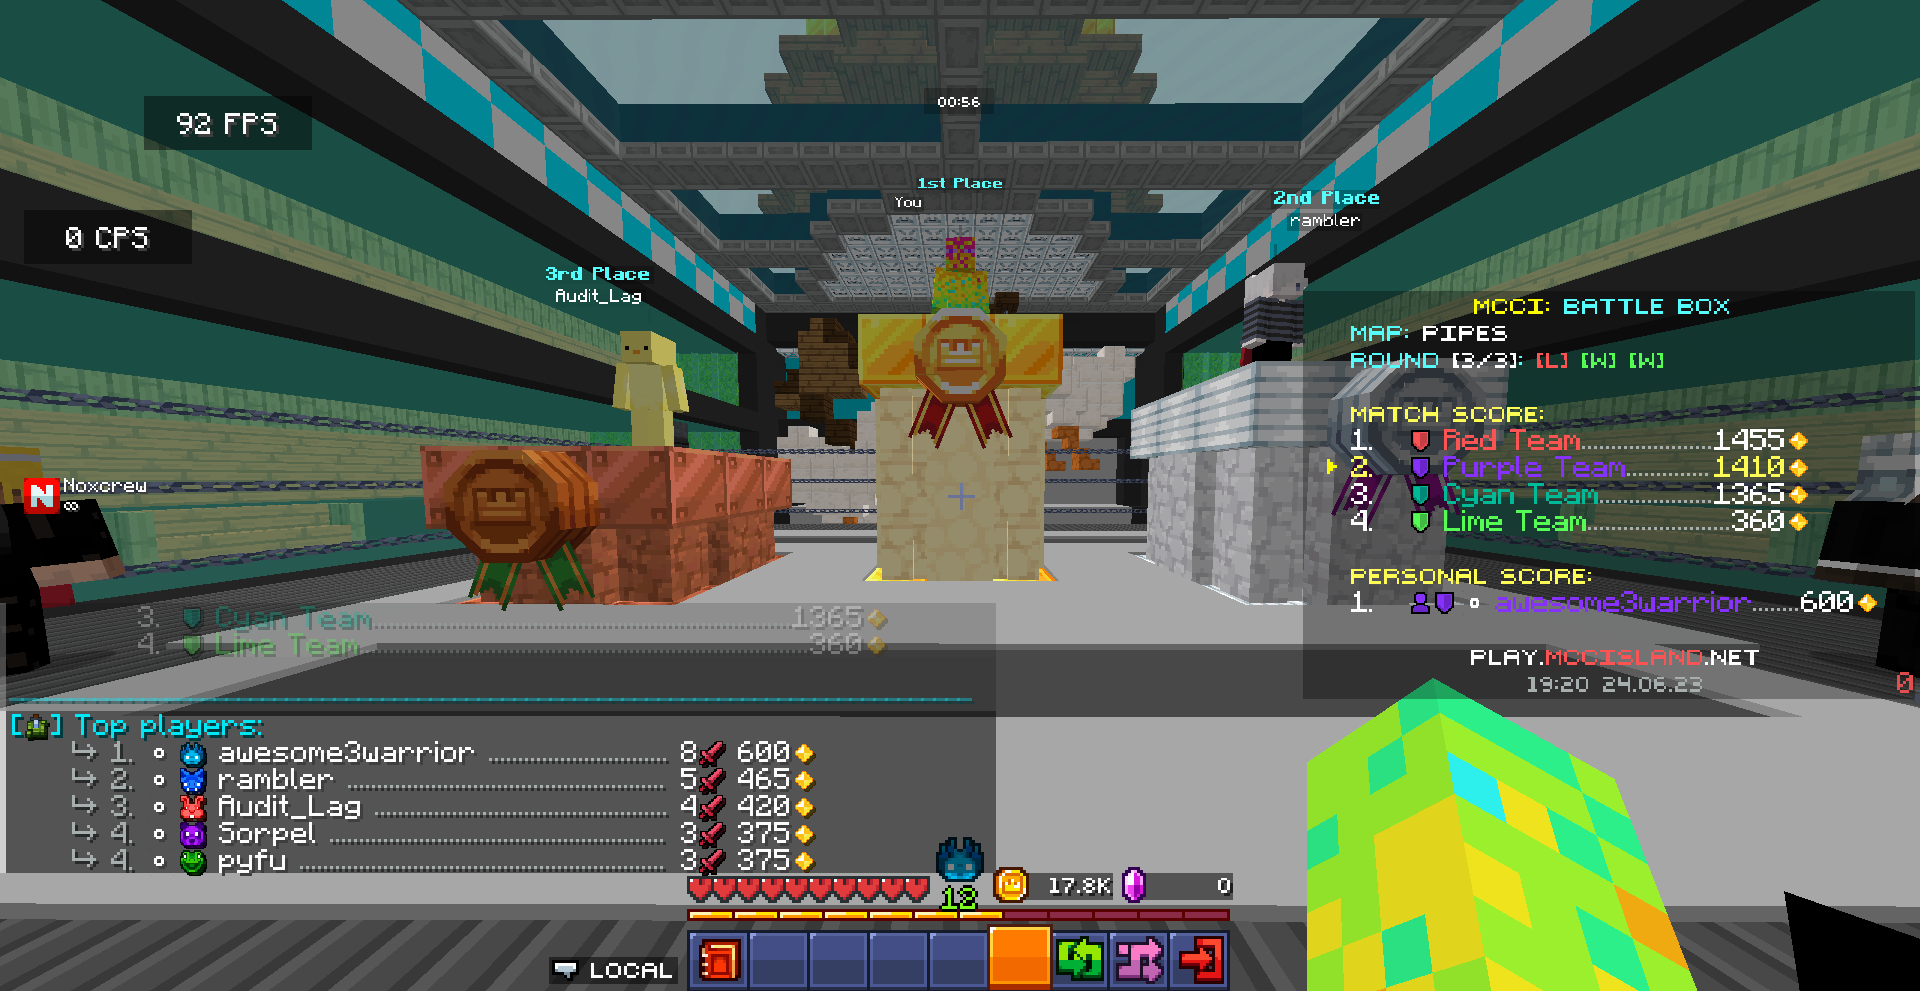 00:56
92 FPS
1st Place
You
2nd Place
rambler
0 CPS
3rd Place
Audit_Lag
MCCI: BATTLE BOX
MAP: PIPES
ROUND [3/3]: [L] [W] [W]
MATCH SCORE:
1. Red Team 1455
2. Purple Team 1410
3. Cyan Team 1365
4. Lime Team 360
N Noxcrew
∞
PERSONAL SCORE:
1. awesome3warrior 600
PLAY.MCCISLAND.NET
19:20 24.06.23
0
3. Cyan Team 1365
4. Lime Team 360
[ ] Top players:
1. awesome3warrior 8 600
2. rambler 5 465
3. Audit_Lag 4 420
4. Sorpel 3 375
4. pyfu 3 375
12
17.8K
0
LOCAL